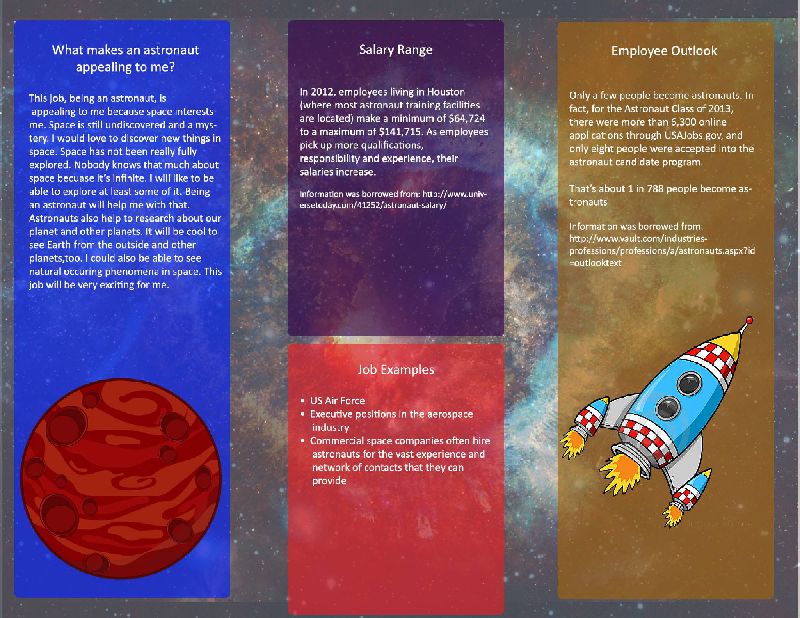 What makes an astronaut
appealing to me?
This job, being an astronaut, is
appealing to me because space interests
me. Space is still undiscovered and a mys-
tery. I would love to discover new things in
space. Space has not been really fully
explored. Nobody knows that much about
space becuase it's infinite. I will like to be
able to explore at least some of it. Being
an astronaut will help me with that.
Astronauts also help to research about our
planet and other planets. It will be cool to
see Earth from the outside and other
planets,too. I could also be able to see
natural occuring phenomena in space. This
job will be very exciting for me.
Salary Range
In 2012, employees living in Houston
(where most astronaut training facilities
are located) make a minimum of $64,724
to a maximum of $141,715. As employees
pick up more qualifications,
responsibility and experience, their
salaries increase.
Information was borrowed from: http://www.univ-
ersetoday.com/41252/astronaut-salary/
Job Examples
• US Air Force
• Executive positions in the aerospace
industry
• Commercial space companies often hire
astronauts for the vast experience and
network of contacts that they can
provide
Employee Outlook
Only a few people become astronauts. In
fact, for the Astronaut Class of 2013,
there were more than 6,300 online
applications through USAJobs.gov, and
only eight people were accepted into the
astronaut candidate program.
That's about 1 in 788 people become as-
tronauts
Information was borrowed from:
http://www.vault.com/industries-
professions/professions/a/astronauts.aspx?id
=outlooktext